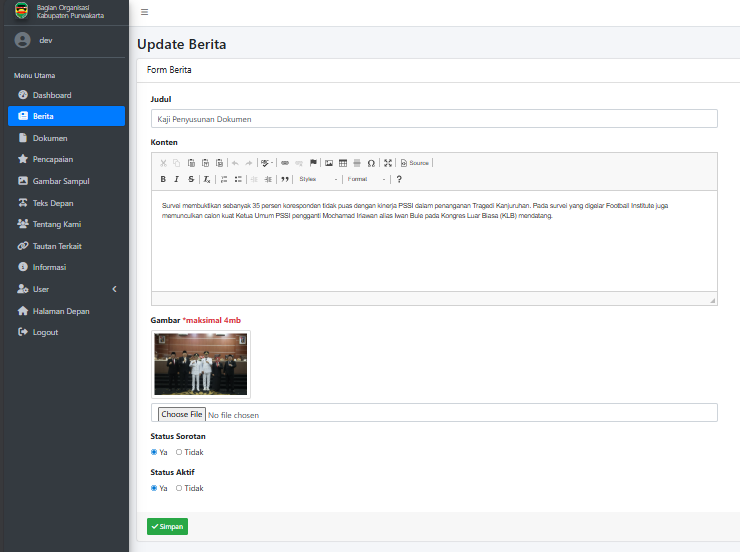 Bagian Organisasi
Kabupaten Purwakarta
dev
Menu Utama
Dashboard
Berita
Dokumen
Pencapaian
Gambar Sampul
Teks Depan
Tentang Kami
Tautan Terkait
Informasi
User
Halaman Depan
Logout
Update Berita
Form Berita
Judul
Kaji Penyusunan Dokumen
Konten
Source
B I S Tx Styles Format ?
Survei membuktikan sebanyak 35 persen koresponden tidak puas dengan kinerja PSSI dalam penanganan Tragedi Kanjuruhan. Pada survei yang digelar Football Institute juga
memunculkan calon kuat Ketua Umum PSSI pengganti Mochamad Iriawan alias Iwan Bule pada Kongres Luar Biasa (KLB) mendatang.
Gambar *maksimal 4mb
Choose File No file chosen
Status Sorotan
Ya Tidak
Status Aktif
Ya Tidak
Simpan